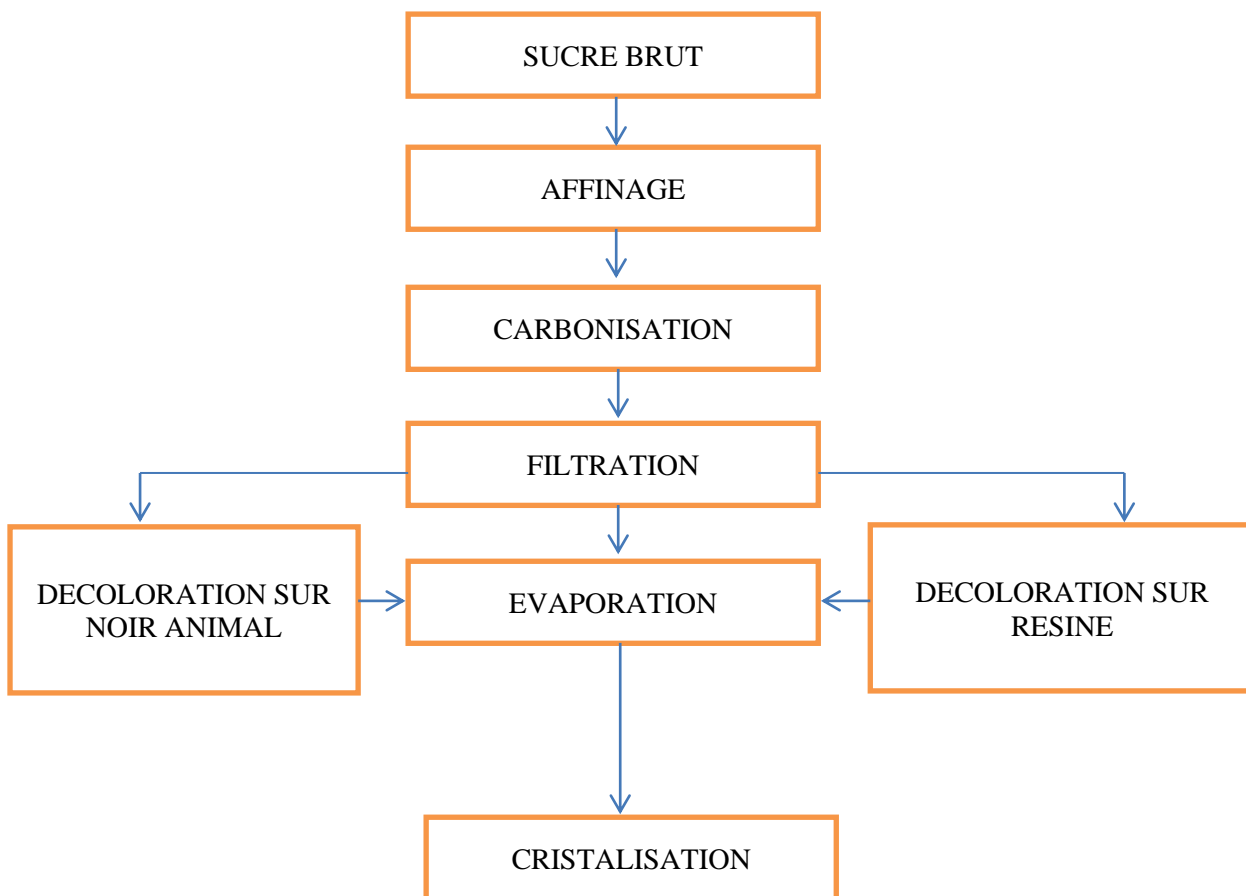 SUCRE BRUT
AFFINAGE
CARBONISATION
FILTRATION
DECOLORATION SUR
NOIR ANIMAL
EVAPORATION
DECOLORATION SUR
RESINE
CRISTALISATION